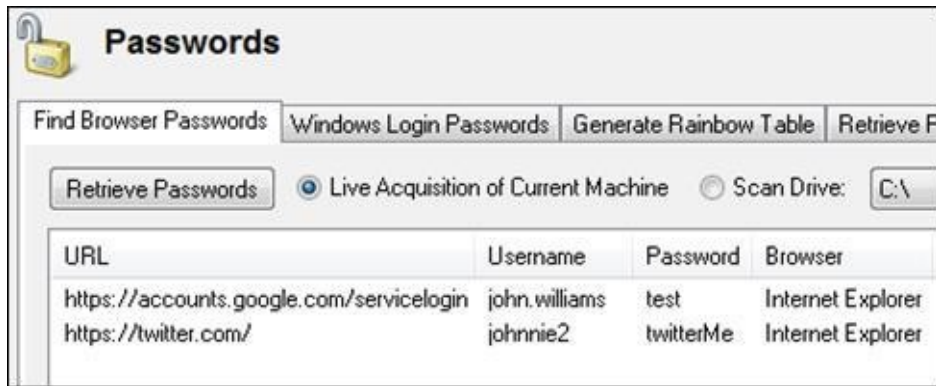 Passwords
Find Browser Passwords Windows Login Passwords Generate Rainbow Table Retrieve
Retrieve Passwords Live Acquisition of Current Machine Scan Drive: C:\
URL Username Password Browser
https://accounts.google.com/servicelogin john.williams test Internet Explorer
https://twitter.com/ johnnie2 twitterMe Internet Explorer